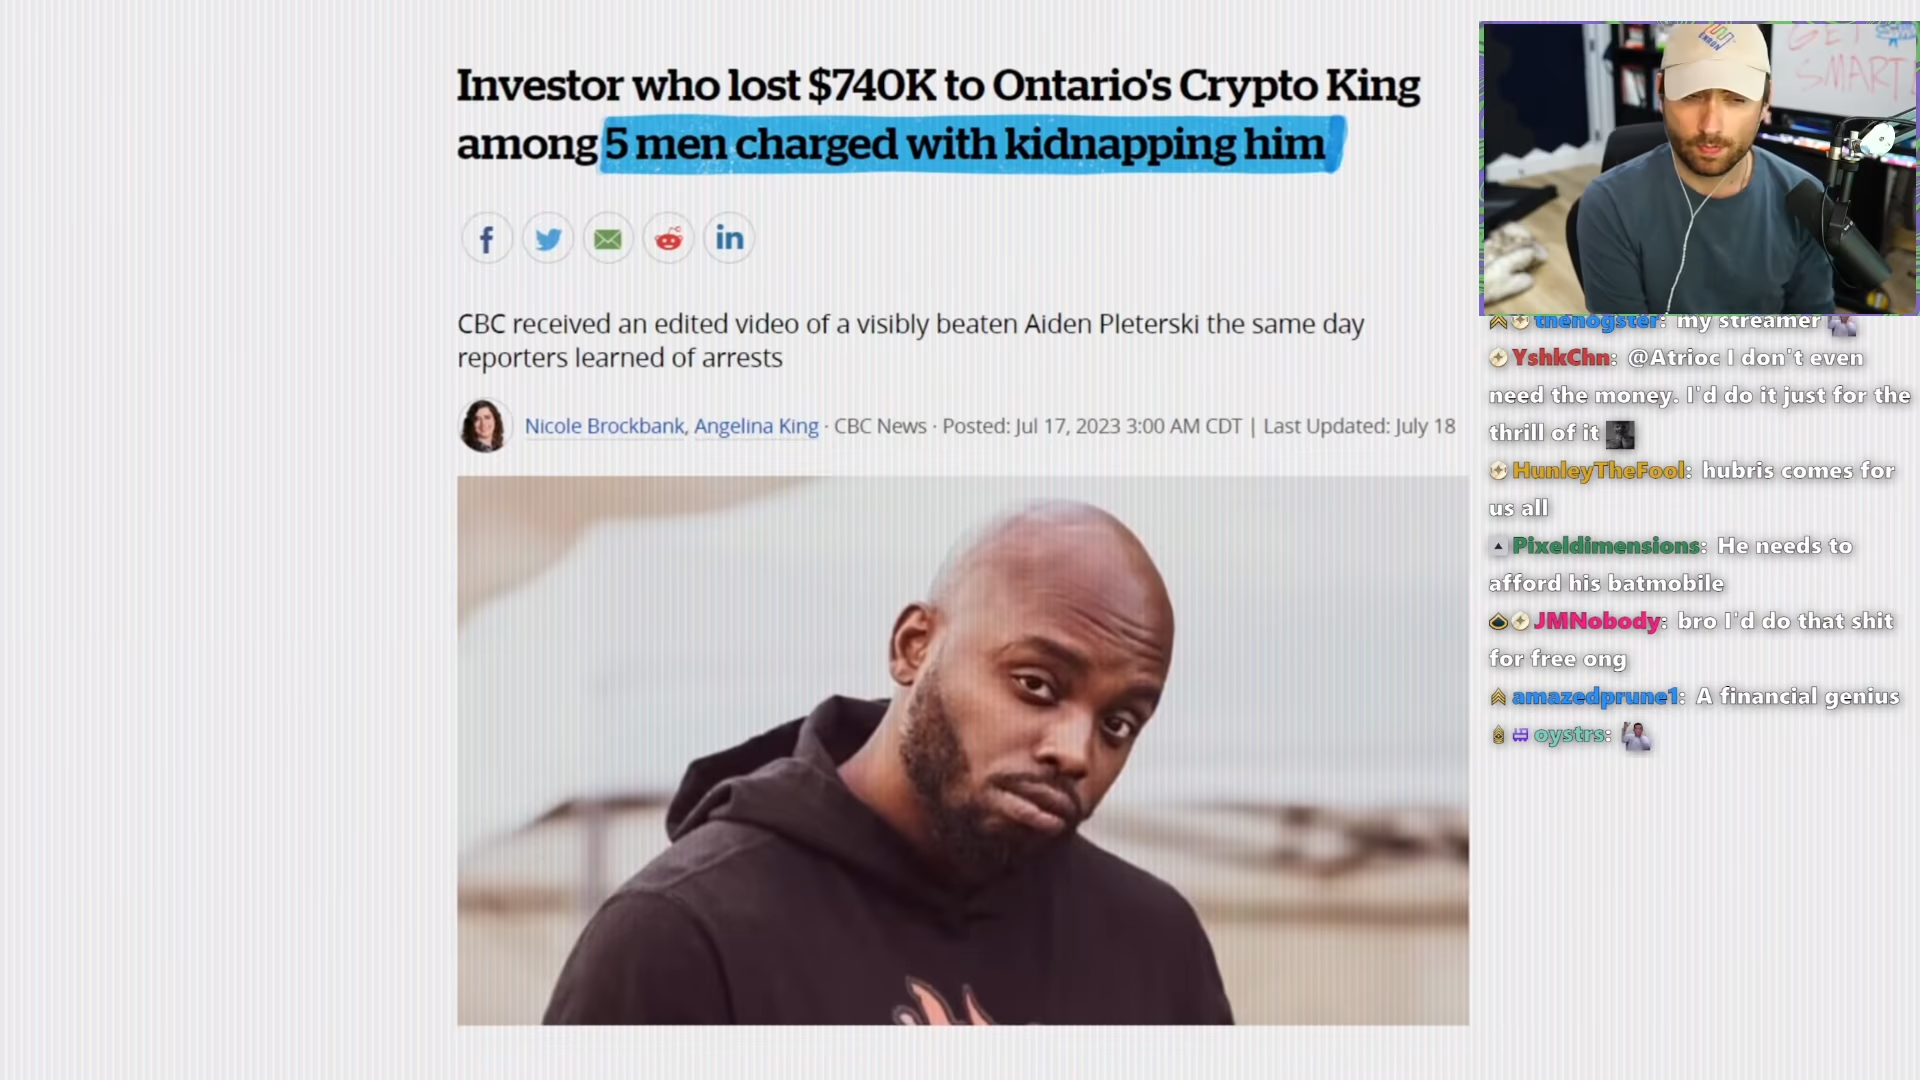 Investor who lost $740K to Ontario's Crypto King
among 5 men charged with kidnapping him
CBC received an edited video of a visibly beaten Aiden Pleterski the same day
reporters learned of arrests
Nicole Brockbank, Angelina King · CBC News · Posted: Jul 17, 2023 3:00 AM CDT | Last Updated: July 18
ENRON
GET
SMART
thenogster: my streamer
YshkChn: @Atrioc I don't even
need the money. I'd do it just for the
thrill of it
HunleyTheFool: hubris comes for
us all
Pixeldimensions: He needs to
afford his batmobile
JMNobody: bro I'd do that shit
for free ong
amazedprune1: A financial genius
oystrs: